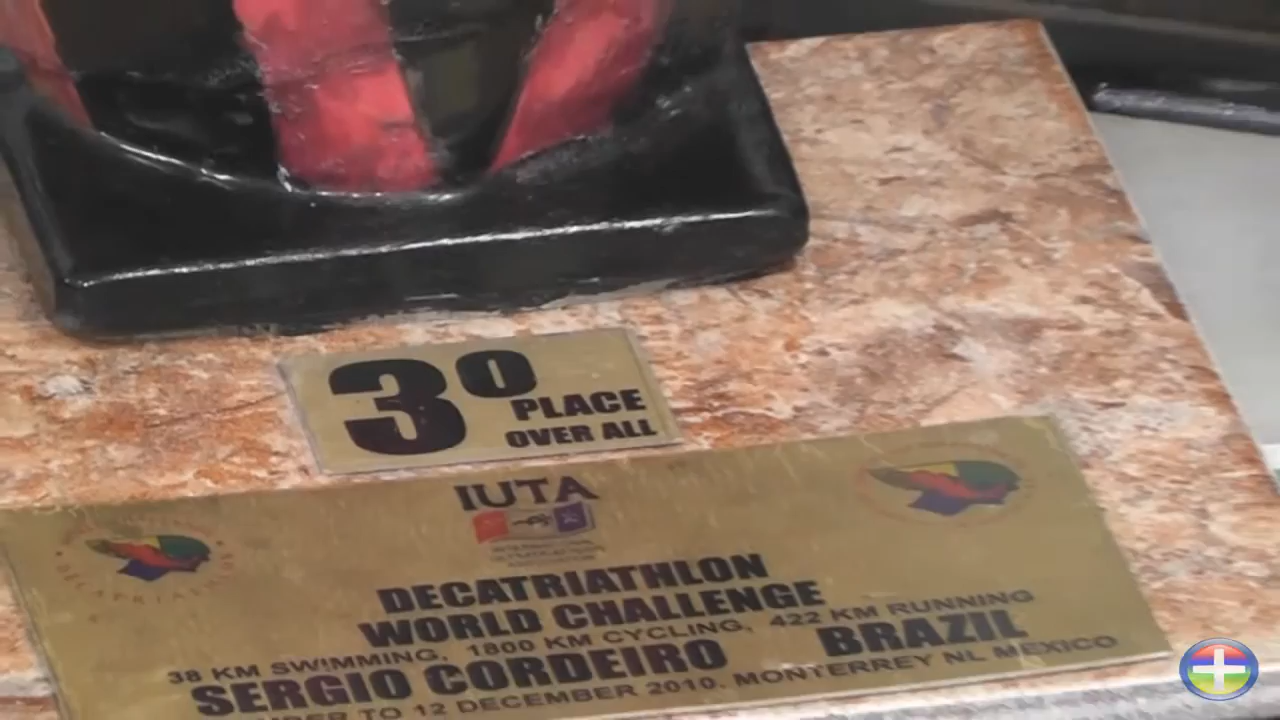 3º PLACE
OVER ALL
IUTA
INTERNATIONAL
DECATRIATHLON
WORLD CHALLENGE
38 KM SWIMMING, 1800 KM CYCLING, 422 KM RUNNING
SERGIO CORDEIRO BRAZIL
TO 12 DECEMBER 2010. MONTERREY NL MEXICO